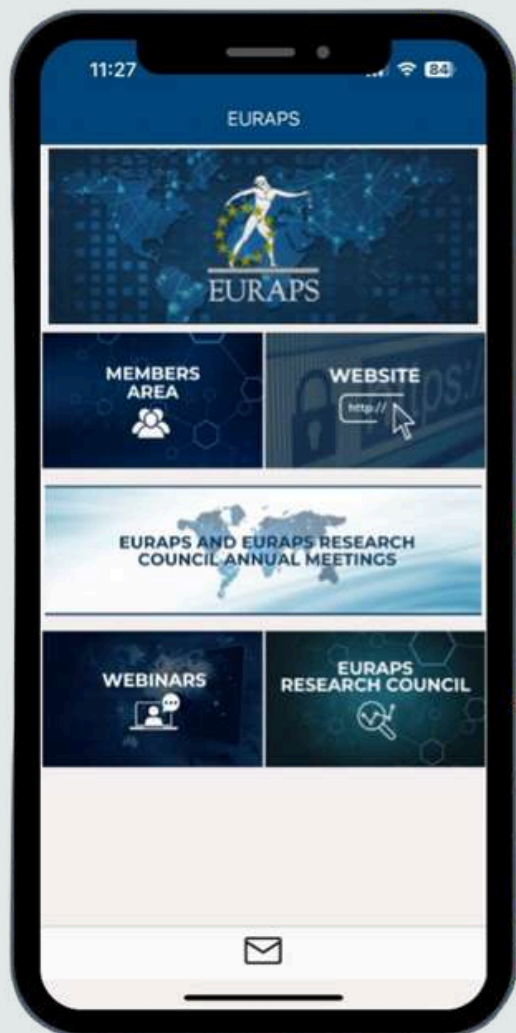 11:27
84
EURAPS
EURAPS
MEMBERS
AREA
WEBSITE
http://
https:/
EURAPS AND EURAPS RESEARCH
COUNCIL ANNUAL MEETINGS
WEBINARS
EURAPS
RESEARCH COUNCIL